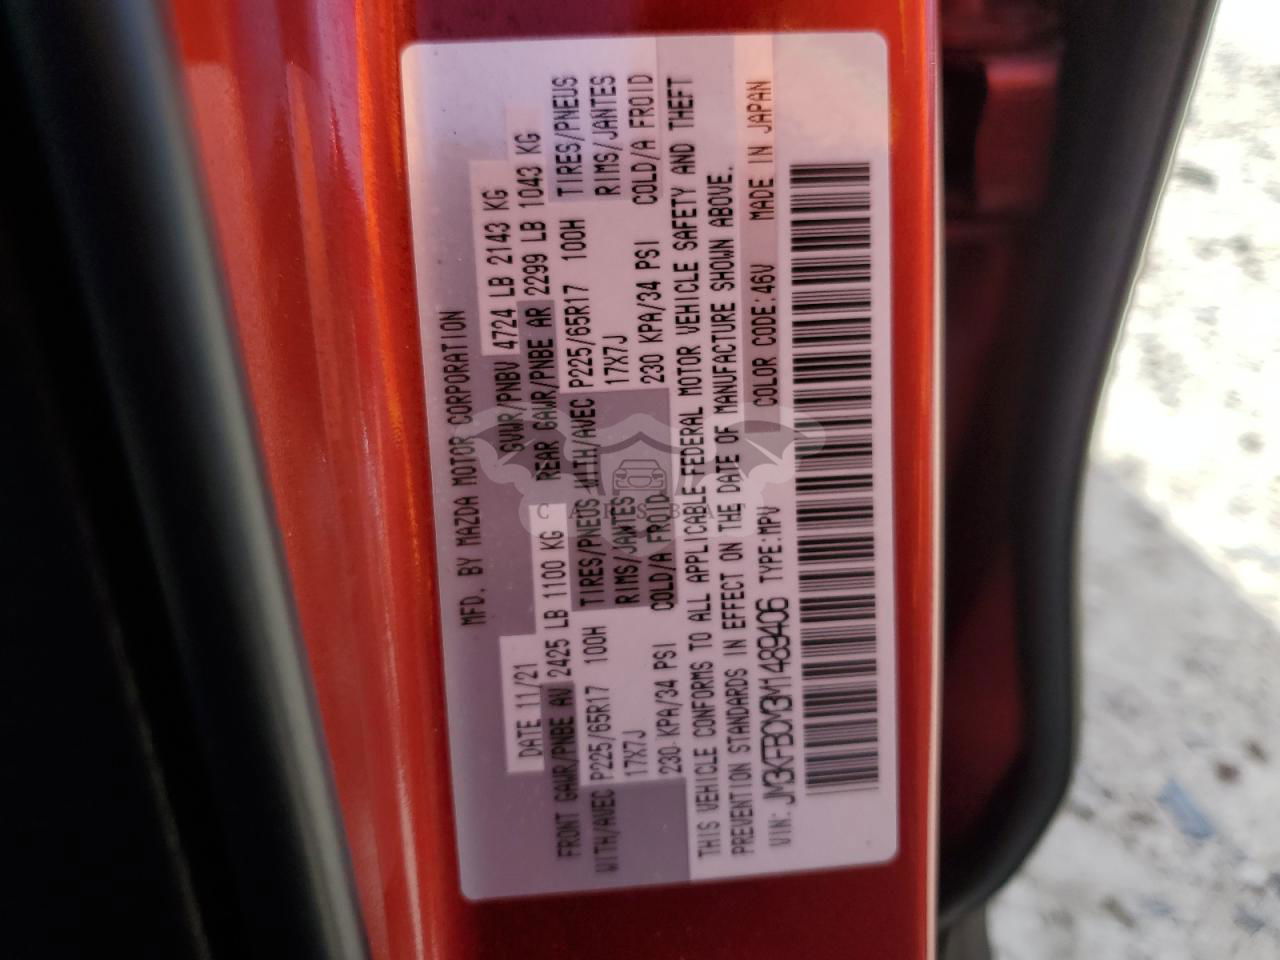 MFD. BY MAZDA MOTOR CORPORATION
DATE 11/21 GVWR/PNBV 4724 LB 2143 KG
FRONT GAWR/PNBE AV 2425 LB 1100 KG REAR GAWR/PNBE AR 2299 LB 1043 KG
WITH/AVEC P225/65R17 100H TIRES/PNEUS WITH/AVEC P225/65R17 100H TIRES/PNEUS
17X7J RIMS/JANTES 17X7J RIMS/JANTES
230 KPA/34 PSI COLD/A FROID 230 KPA/34 PSI COLD/A FROID
THIS VEHICLE CONFORMS TO ALL APPLICABLE FEDERAL MOTOR VEHICLE SAFETY AND THEFT
PREVENTION STANDARDS IN EFFECT ON THE DATE OF MANUFACTURE SHOWN ABOVE.
VIN: JM3KFBCM3M1489406 TYPE:MPV COLOR CODE:46V MADE IN JAPAN
CARSBAT